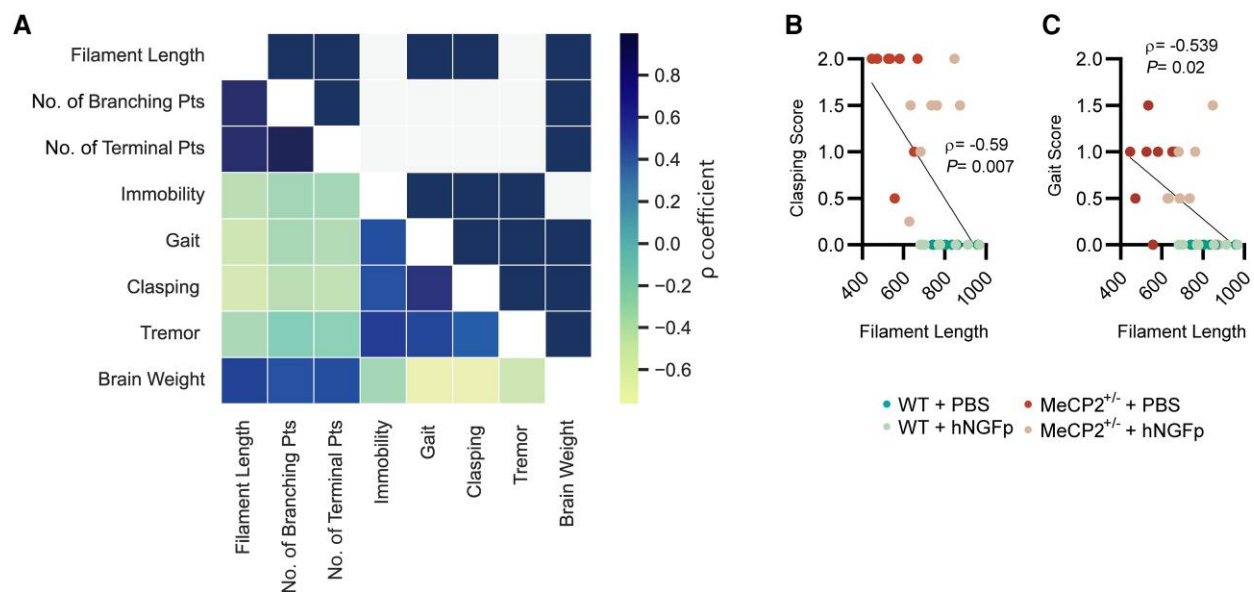 A
Filament Length
No. of Branching Pts
No. of Terminal Pts
Immobility
Gait
Clasping
Tremor
Brain Weight
Filament Length
No. of Branching Pts
No. of Terminal Pts
Immobility
Gait
Clasping
Tremor
Brain Weight
0.8
0.6
0.4
0.2
0.0
−0.2
−0.4
−0.6
ρ coefficient
B
2.0
1.5
1.0
0.5
0.0
Clasping Score
ρ= -0.59
P= 0.007
400
600
800
1000
Filament Length
C
ρ= -0.539
P= 0.02
2.0
1.5
1.0
0.5
0.0
Gait Score
400
600
800
1000
Filament Length
WT + PBS
MeCP2+/- + PBS
WT + hNGFp
MeCP2+/- + hNGFp